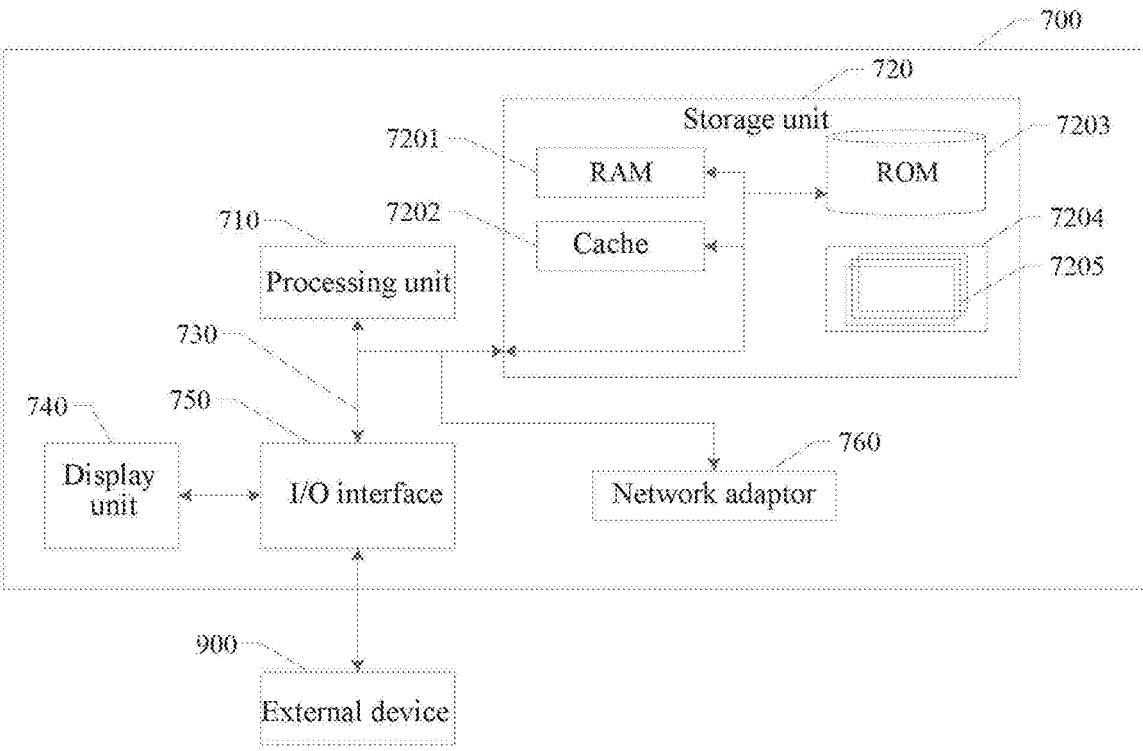 700
720
Storage unit
7201
RAM
7203
ROM
7202
Cache
710
Processing unit
7204
7205
730
750
740
Display
unit
I/O interface
760
Network adaptor
900
External device